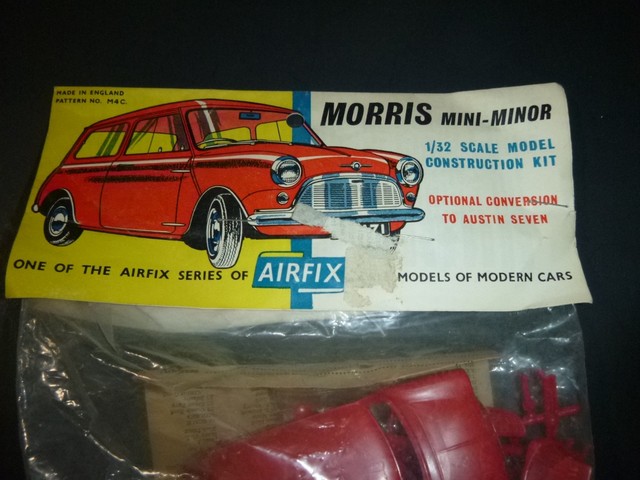 MADE IN ENGLAND
PATTERN NO. M4C.
MORRIS MINI-MINOR
1/32 SCALE MODEL
CONSTRUCTION KIT
OPTIONAL CONVERSION
TO AUSTIN SEVEN
ONE OF THE AIRFIX SERIES OF AIRFIX MODELS OF MODERN CARS